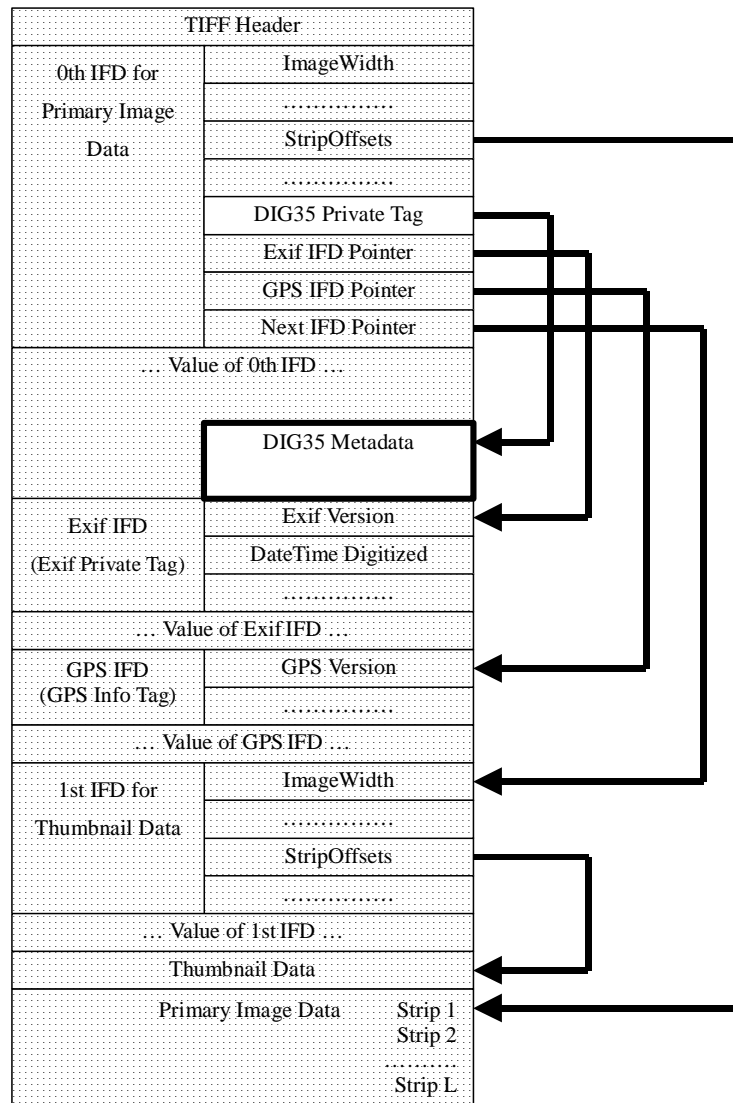 TIFF Header
0th IFD for
Primary Image
Data
ImageWidth
……………
StripOffsets
……………
DIG35 Private Tag
Exif IFD Pointer
GPS IFD Pointer
Next IFD Pointer
… Value of 0th IFD …
DIG35 Metadata
Exif IFD
(Exif Private Tag)
Exif Version
DateTime Digitized
……………
… Value of Exif IFD …
GPS IFD
(GPS Info Tag)
GPS Version
……………
… Value of GPS IFD …
1st IFD for
Thumbnail Data
ImageWidth
……………
StripOffsets
……………
… Value of 1st IFD …
Thumbnail Data
Primary Image Data Strip 1
Strip 2
……….
Strip L